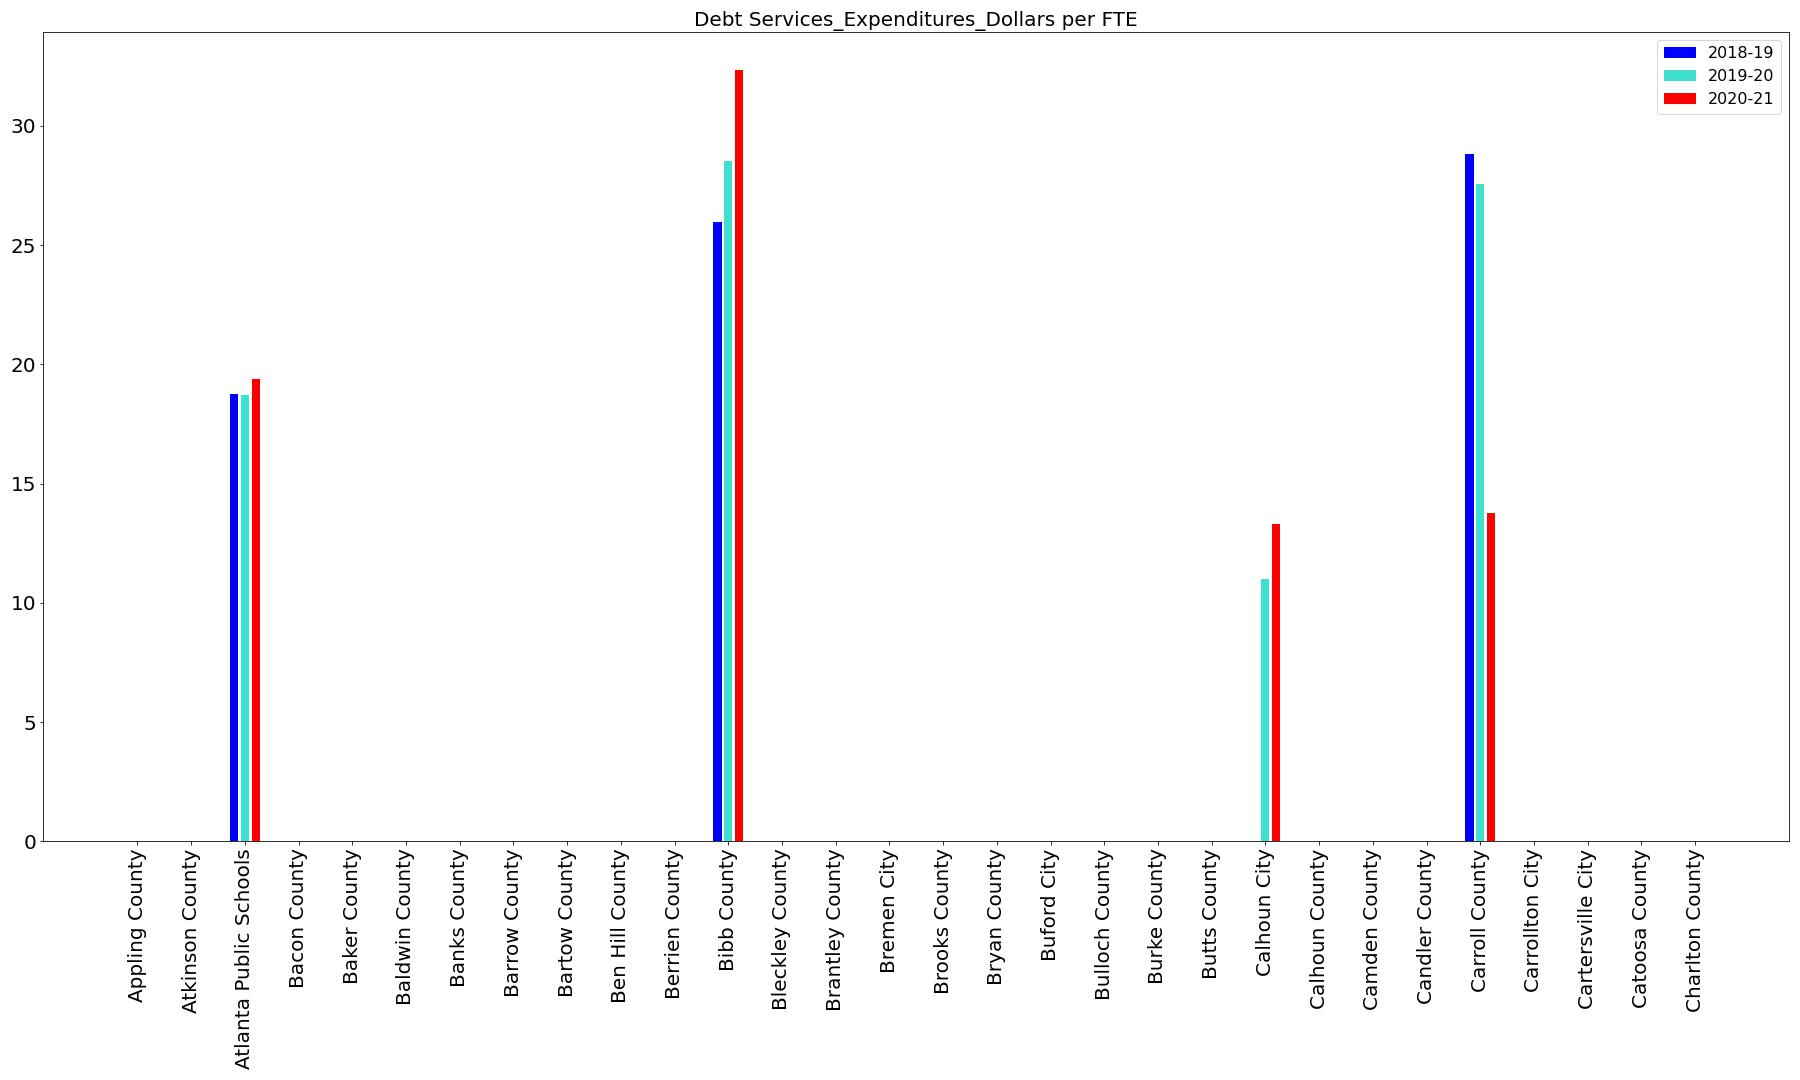 Debt Services_Expenditures_Dollars per FTE
2018-19
2019-20
2020-21
30
25
20
15
10
5
0
Appling County
Atkinson County
Atlanta Public Schools
Bacon County
Baker County
Baldwin County
Banks County
Barrow County
Bartow County
Ben Hill County
Berrien County
Bibb County
Bleckley County
Brantley County
Bremen City
Brooks County
Bryan County
Buford City
Bulloch County
Burke County
Butts County
Calhoun City
Calhoun County
Camden County
Candler County
Carroll County
Carrollton City
Cartersville City
Catoosa County
Charlton County